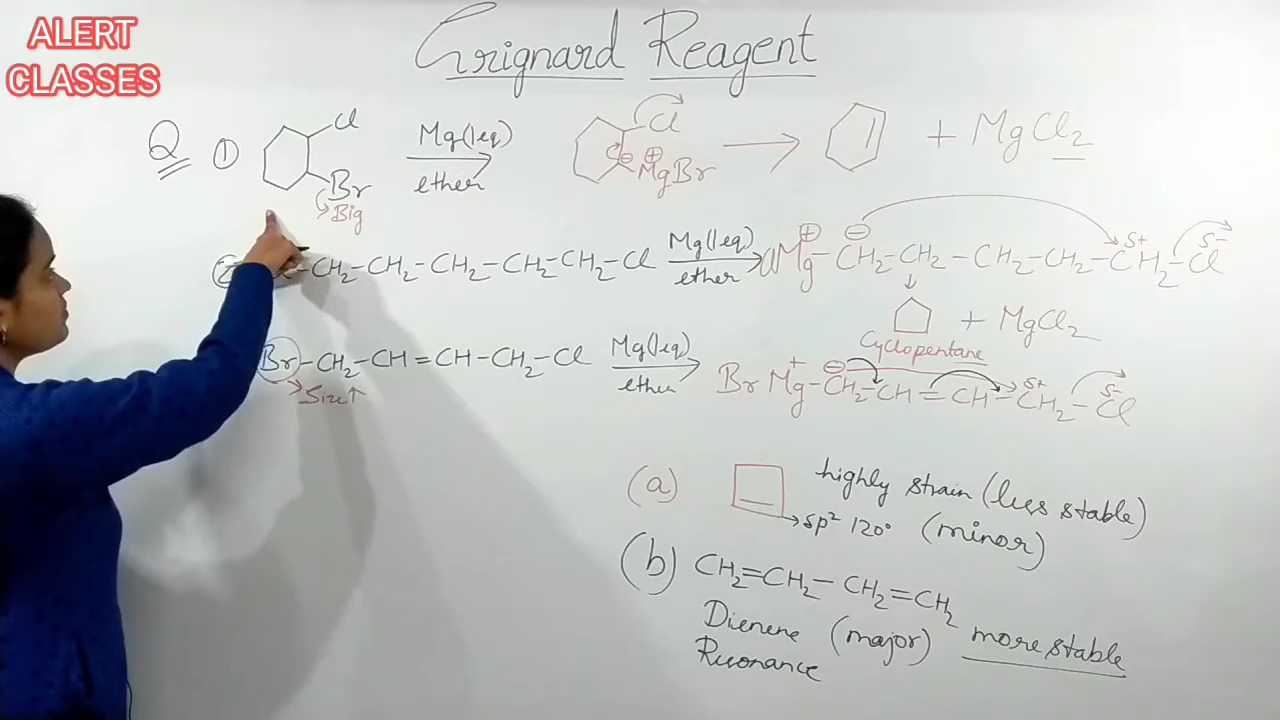 ALERT
CLASSES
Grignard Reagent
Q ① Cl Br Big
Mg(1eq)
ether
Cl ⊖ ⊕ MgBr
+ MgCl2
CH2-CH2-CH2-CH2-CH2-Cl
Mg(1eq)
ether
ClMg-CH2-CH2-CH2-CH2-CH2-Cl
⊕ ⊖ δ+ δ-
+ MgCl2
Cyclopentane
Br-CH2-CH=CH-CH2-Cl
Size↑
Mg(1eq)
ether
BrMg-CH2-CH=CH-CH2-Cl
+ ⊖ δ+ δ-
(a) highly strain (less stable)
sp² 120° (minor)
(b) CH2=CH2-CH2=CH2
Dienene (major) more stable
Resonance